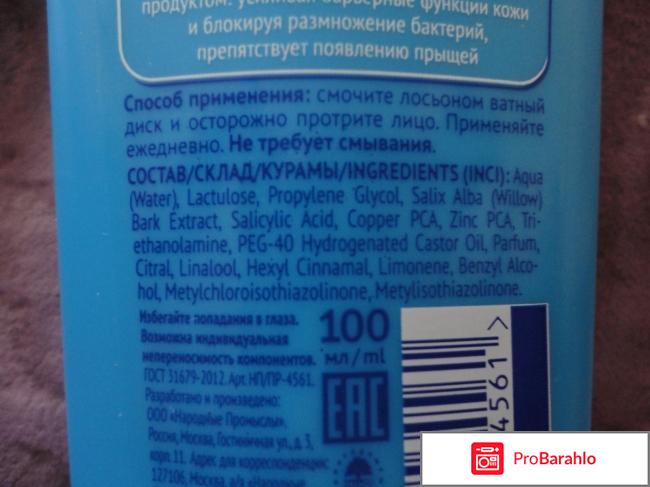 продуктом: усиливая барьерные функции кожи
и блокируя размножение бактерий,
препятствует появлению прыщей
Способ применения: смочите лосьоном ватный
диск и осторожно протрите лицо. Применяйте
ежедневно. Не требует смывания.
СОСТАВ/СКЛАД/КУРАМЫ/INGREDIENTS (INCI): Aqua
(Water), Lactulose, Propylene Glycol, Salix Alba (Willow)
Bark Extract, Salicylic Acid, Copper PCA, Zinc PCA, Tri-
ethanolamine, PEG-40 Hydrogenated Castor Oil, Parfum,
Citral, Linalool, Hexyl Cinnamal, Limonene, Benzyl Alco-
hol, Metylchloroisothiazolinone, Metylisothiazolinone.
Избегайте попадания в глаза.
Возможна индивидуальная
непереносимость компонентов.
ГОСТ 31679-2012. Арт. НП/ПР-4561.
Разработано и произведено:
ООО «Народные Промыслы».
Россия, Москва, Гостиничная ул., д. 3,
корп. 11. Адрес для корреспонденции:
127106, Москва, а/я «Народные
100
мл/ml
EAC
4561 >
ProBarahlo